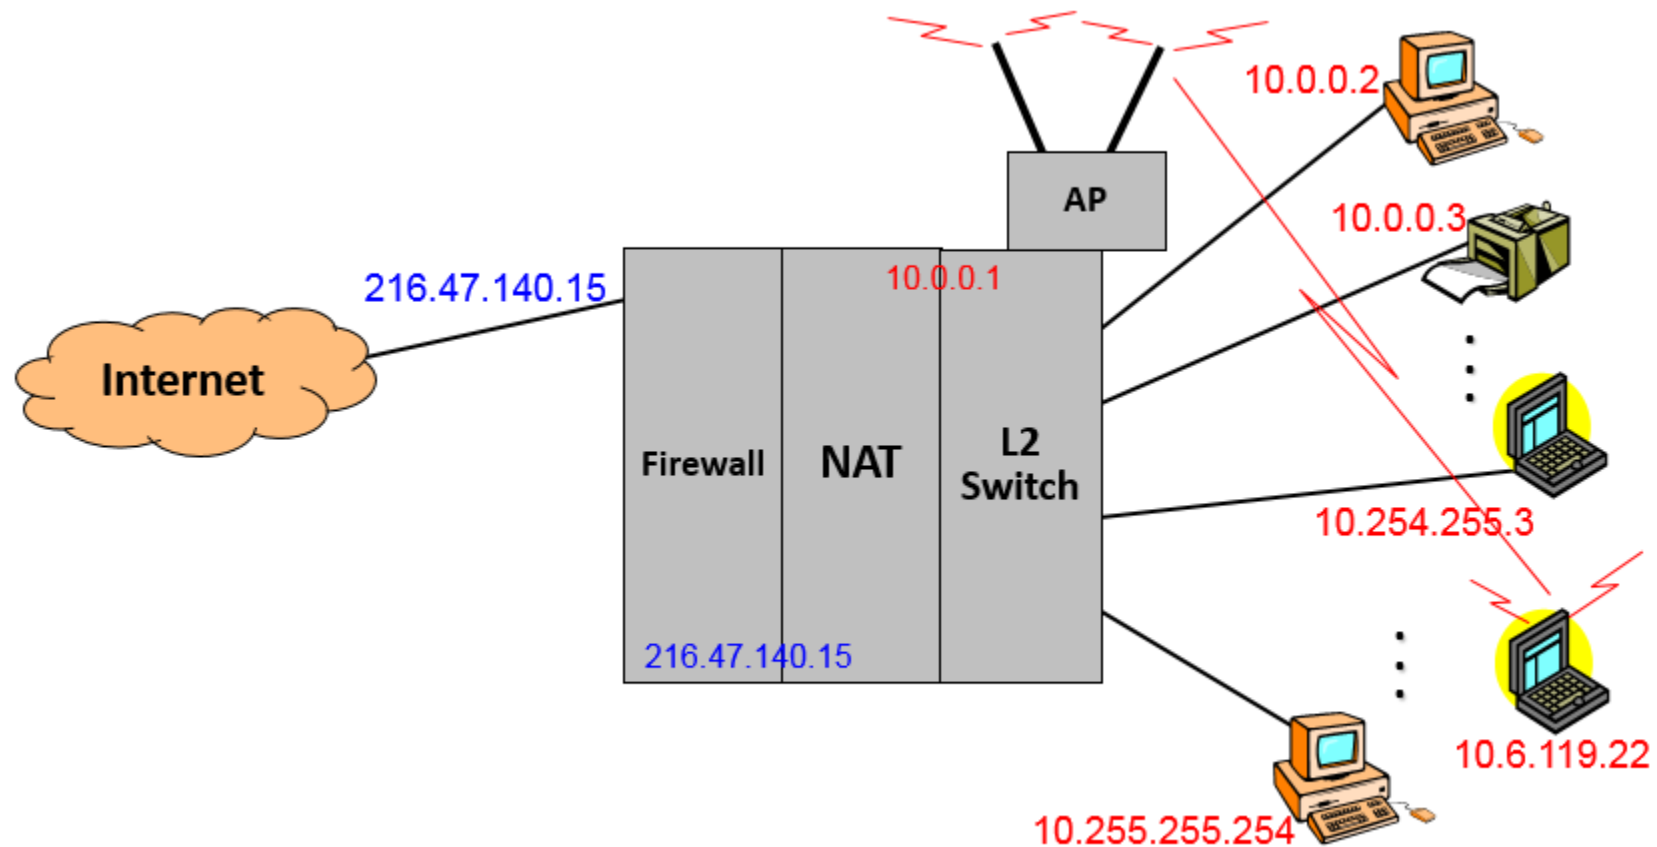 10.0.0.2
AP
10.0.0.3
216.47.140.15
10.0.0.1
Internet
Firewall
NAT
L2
Switch
10.254.255.3
216.47.140.15
10.6.119.22
10.255.255.254